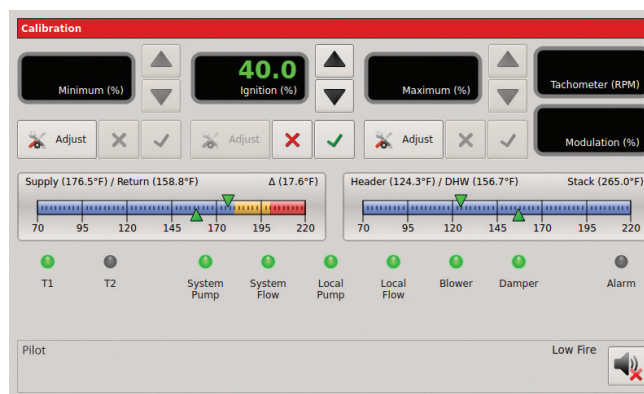 Calibration
Minimum (%)
40.0
Ignition (%)
Maximum (%)
Tachometer (RPM)
Modulation (%)
Adjust
Adjust
Adjust
Supply (176.5°F) / Return (158.8°F) Δ (17.6°F)
70 95 120 145 170 195 220
Header (124.3°F) / DHW (156.7°F) Stack (265.0°F)
70 95 120 145 170 195 220
T1
T2
System
Pump
System
Flow
Local
Pump
Local
Flow
Blower
Damper
Alarm
Pilot
Low Fire